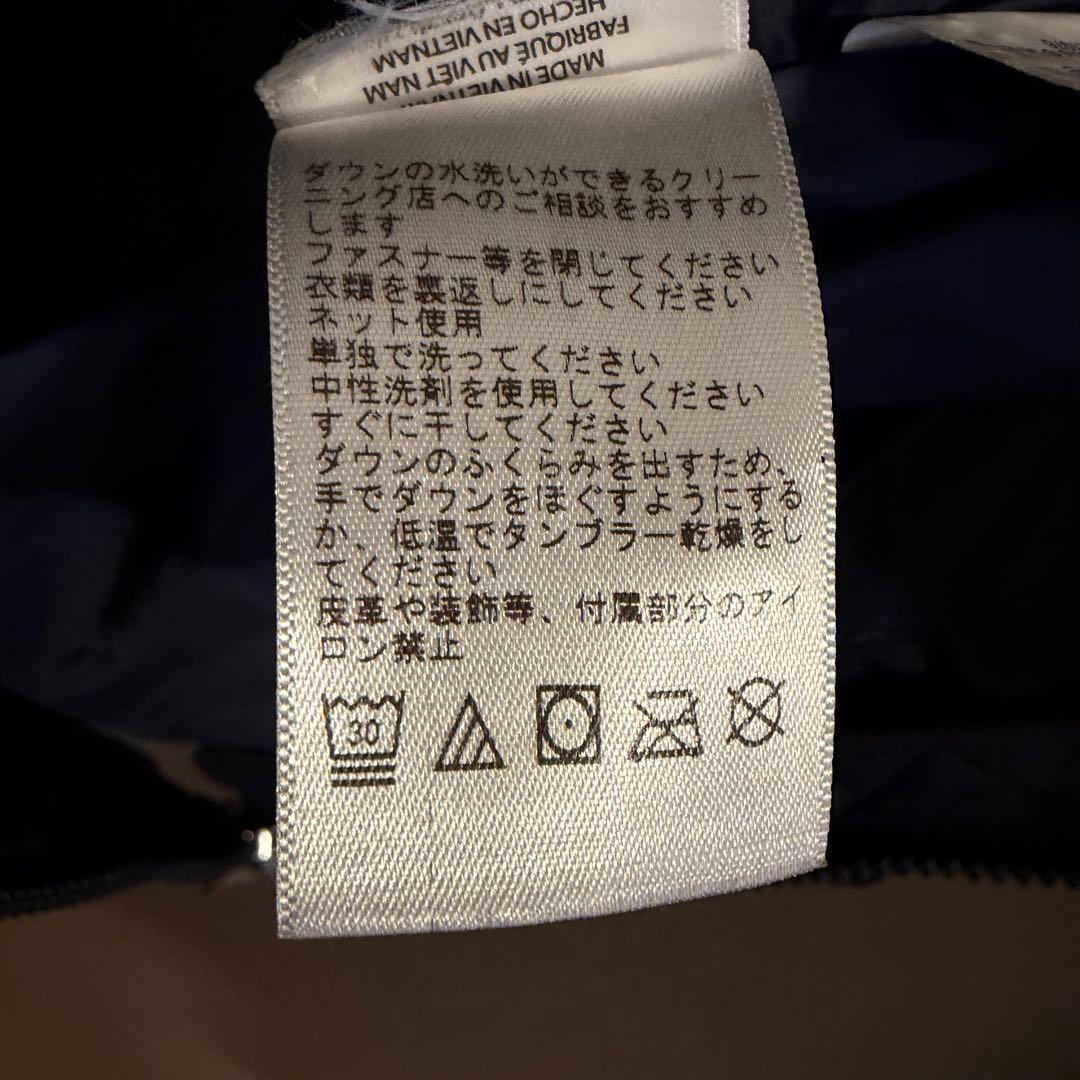 HECHO EN VIETNAM
FABRIQUÉ AU VIÊT NAM
MADE IN VIETNAM
ダウンの水洗いができるクリー
ニング店へのご相談をおすすめ
します
ファスナー等を閉じてください
衣類を裏返しにしてください
ネット使用
単独で洗ってください
中性洗剤を使用してください
すぐに干してください
ダウンのふくらみを出すため、
手でダウンをほぐすようにする
か、低温でタンブラー乾燥をし
てください
皮革や装飾等、付属部分のアイ
ロン禁止
30